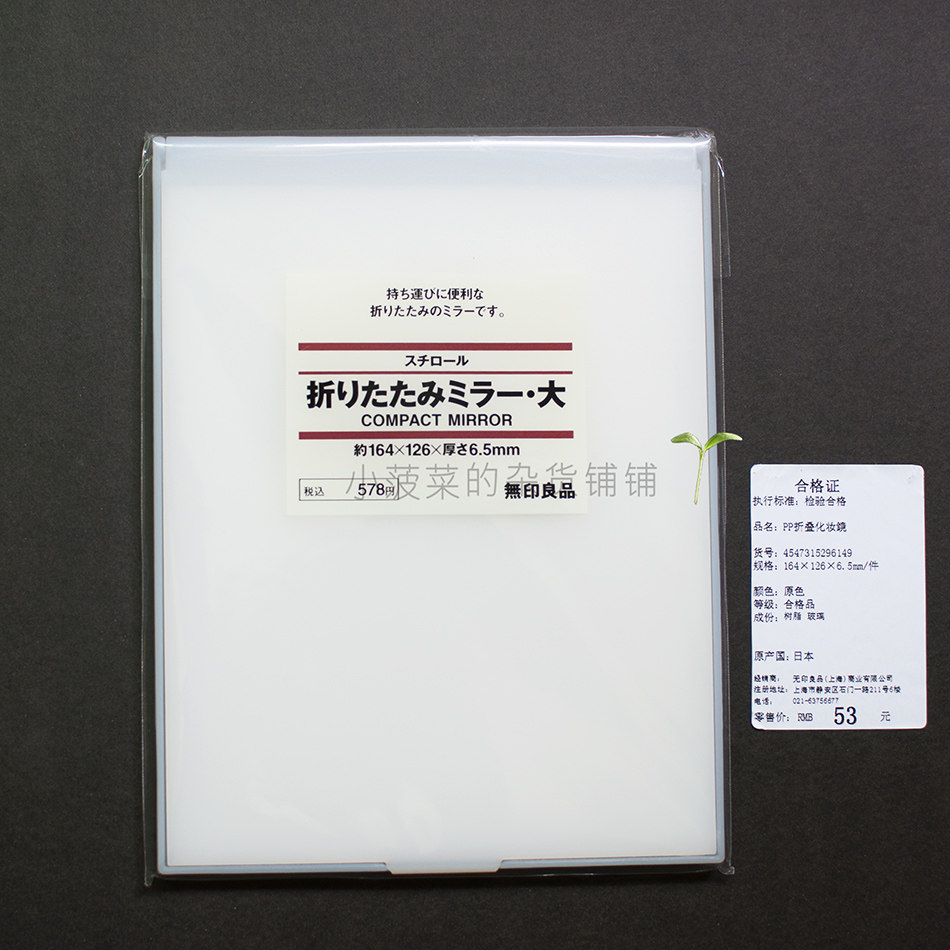 持ち運びに便利な
折りたたみのミラーです。
スチロール
折りたたみミラー・大
COMPACT MIRROR
約164×126×厚さ6.5mm
税込 578円
無印良品
小菠菜的杂货铺铺
合格证
执行标准: 检验合格
品名: PP折叠化妆鏡
货号: 4547315296149
规格: 164×126×6.5mm/件
颜色: 原色
等级: 合格品
成份: 树脂 玻璃
原产国: 日本
经销商: 无印良品(上海)商业有限公司
注册地址: 上海市静安区石门一路211号6楼
电话: 021-63756677
零售价: RMB 53 元